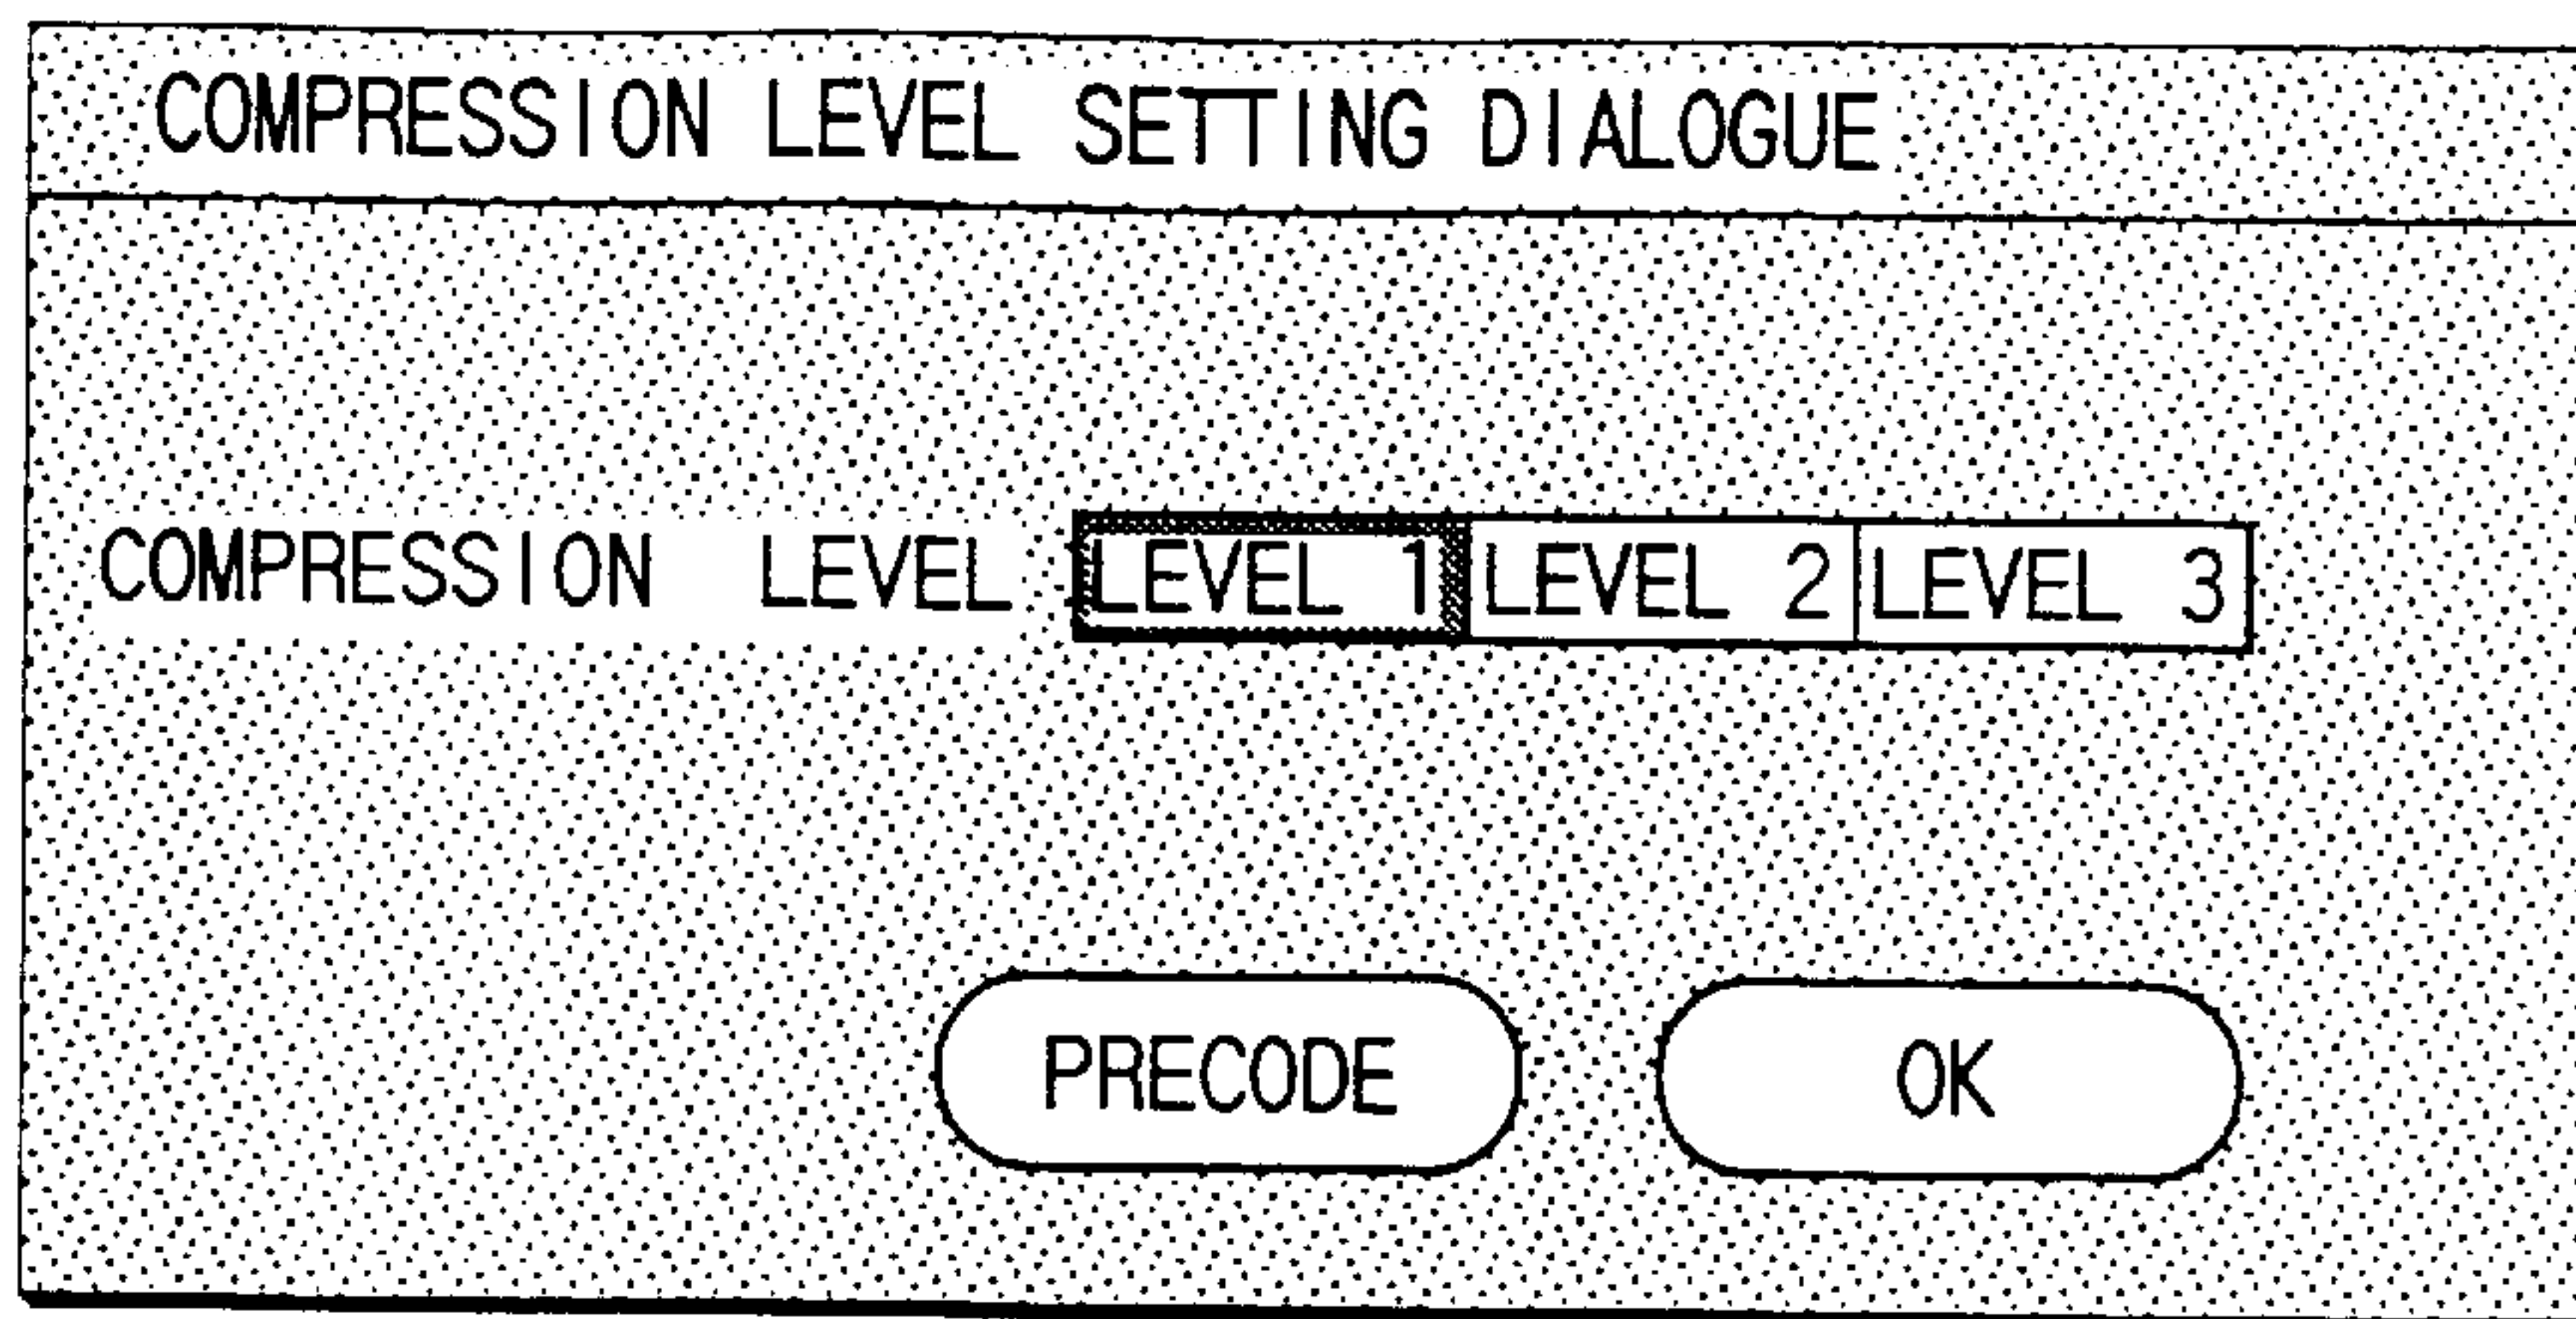 COMPRESSION LEVEL SETTING DIALOGUE
COMPRESSION LEVEL LEVEL 1 LEVEL 2 LEVEL 3
PRECODE OK